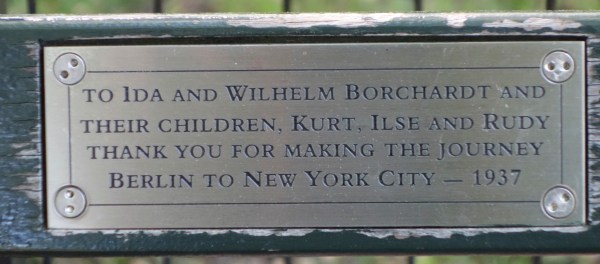 TO IDA AND WILHELM BORCHARDT AND
THEIR CHILDREN, KURT, ILSE AND RUDY
THANK YOU FOR MAKING THE JOURNEY
BERLIN TO NEW YORK CITY — 1937